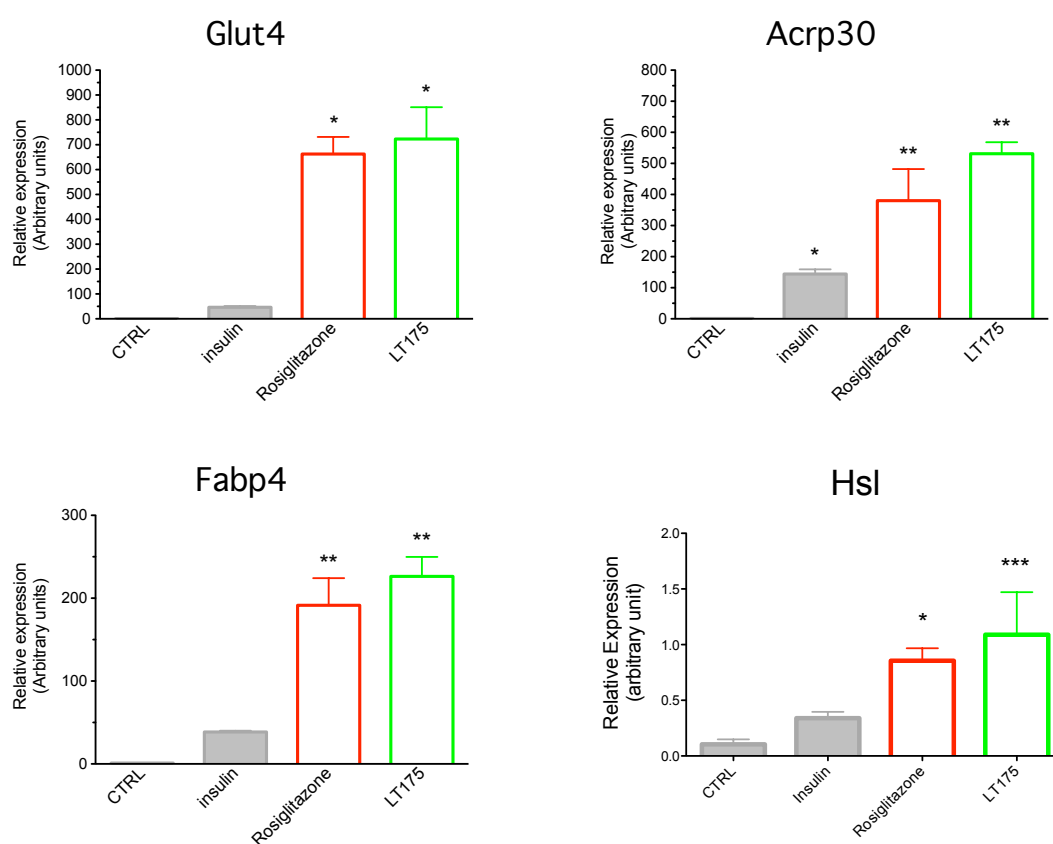 Glut4
Relative expression
(Arbitrary units)
1000
900
800
700
600
500
400
300
200
100
0
*
*
CTRL
insulin
Rosiglitazone
LT175
Acrp30
Relative expression
(Arbitrary units)
800
700
600
500
400
300
200
100
0
*
**
**
CTRL
insulin
Rosiglitazone
LT175
Fabp4
Relative expression
(Arbitrary units)
300
200
100
0
**
**
CTRL
insulin
Rosiglitazone
LT175
Hsl
Relative Expression
(arbitrary unit)
2.0
1.5
1.0
0.5
0.0
*
***
CTRL
Insulin
Rosiglitazone
LT175